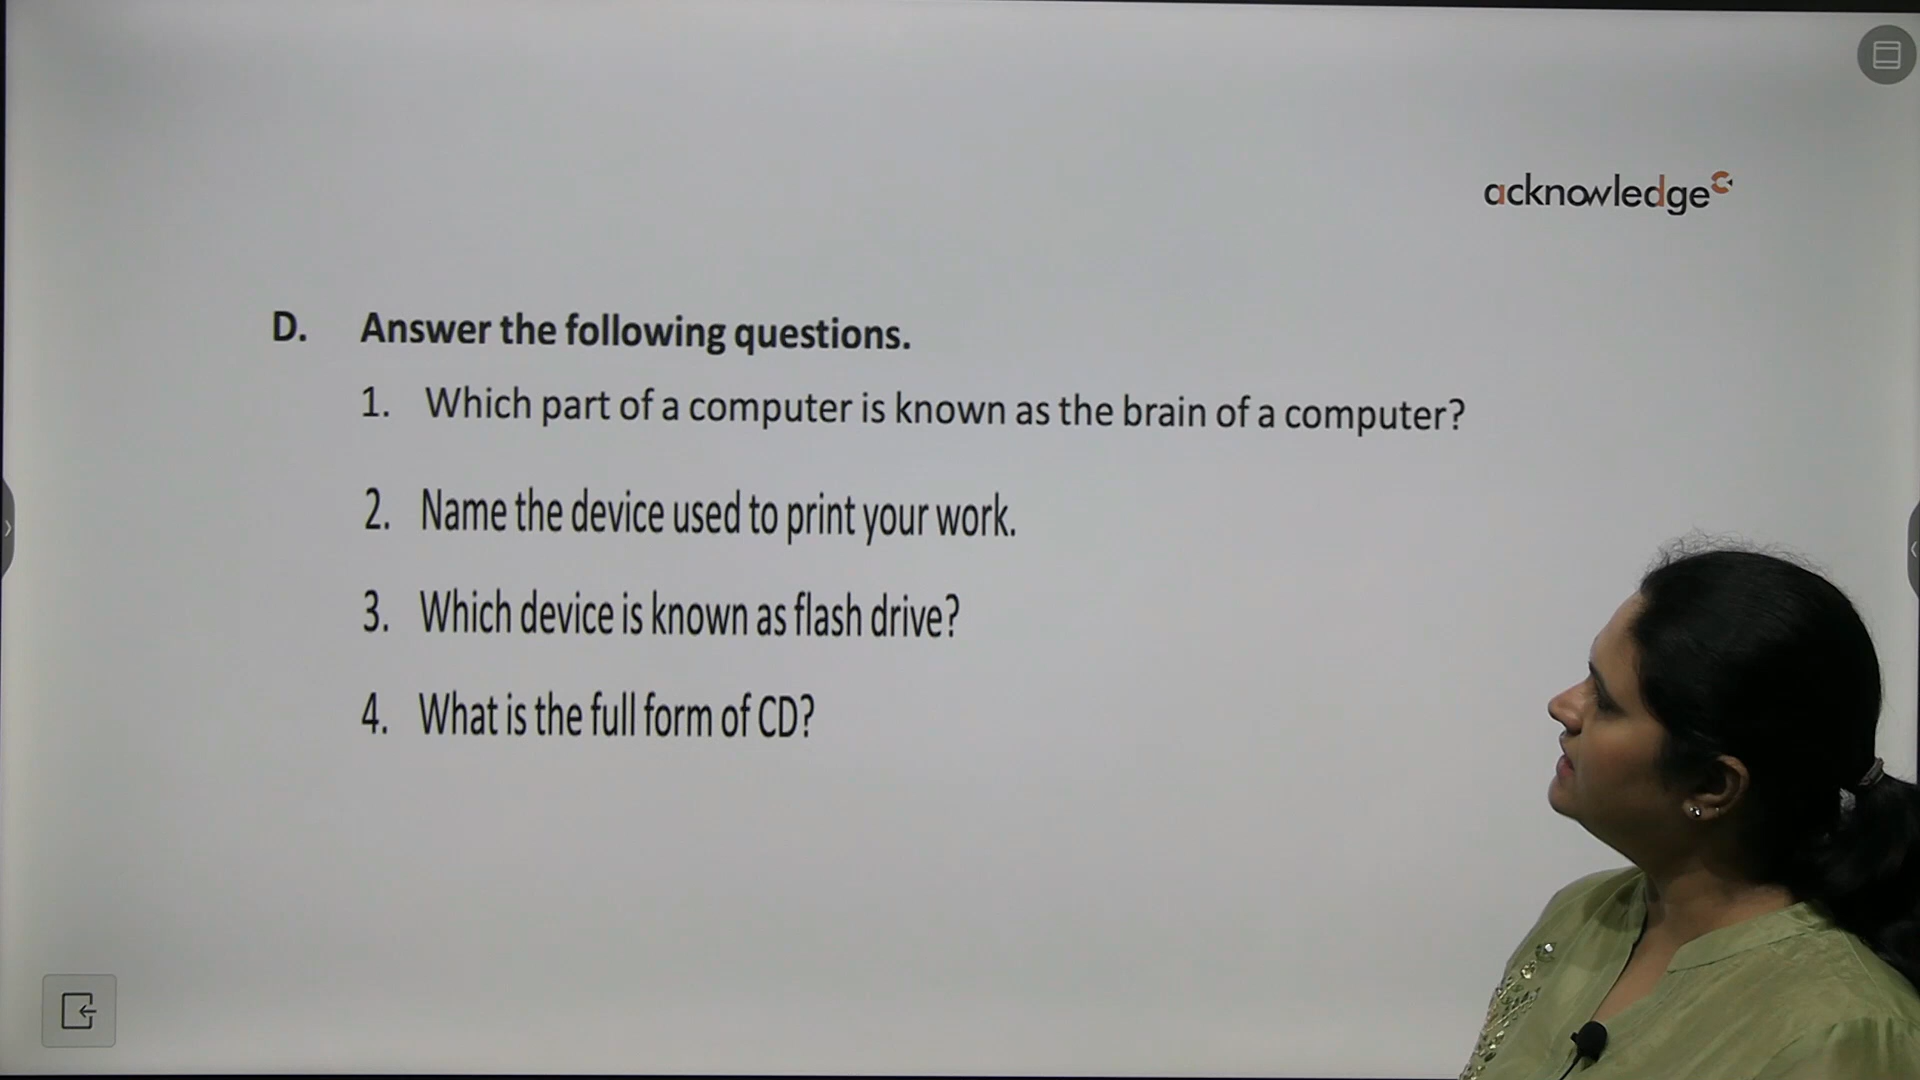 acknowledge
D. Answer the following questions.
1. Which part of a computer is known as the brain of a computer?
2. Name the device used to print your work.
3. Which device is known as flash drive?
4. What is the full form of CD?